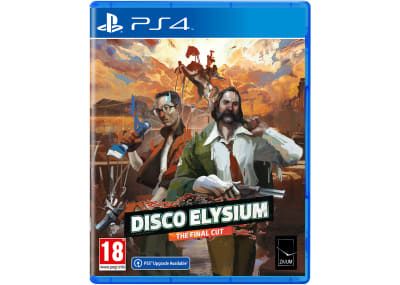 PS4
DISCO ELYSIUM
THE FINAL CUT
18
www.pegi.info
PS5 Upgrade Available
ZA/UM